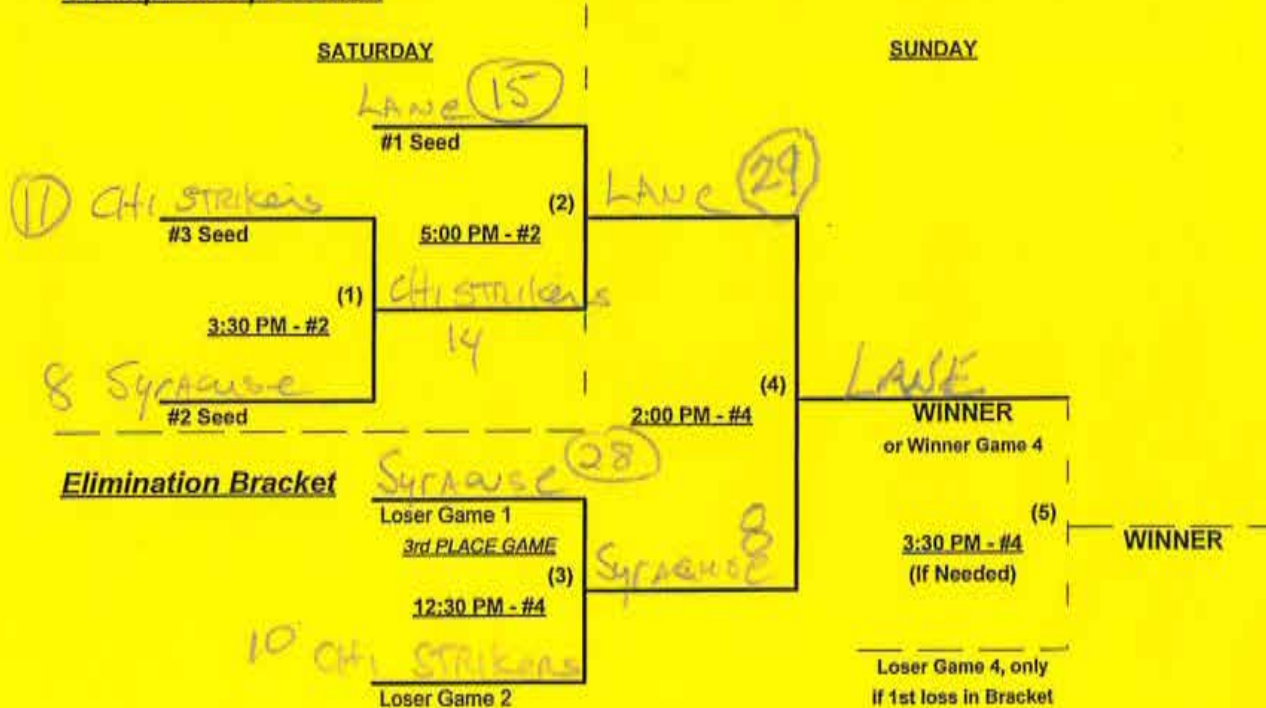 SATURDAY
SUNDAY
LANE 15
#1 Seed
11 CHI STRIKERS
#3 Seed
(2)
LANE 29
5:00 PM - #2
(1)
CHI STRIKERS
3:30 PM - #2
14
8 Syracuse
#2 Seed
(4)
LANE
2:00 PM - #4
WINNER
or Winner Game 4
Elimination Bracket
Syracuse 28
Loser Game 1
3rd PLACE GAME
(3)
Syracuse 8
12:30 PM - #4
(5)
3:30 PM - #4
(If Needed)
WINNER
10 CHI STRIKERS
Loser Game 2
Loser Game 4, only
if 1st loss in Bracket